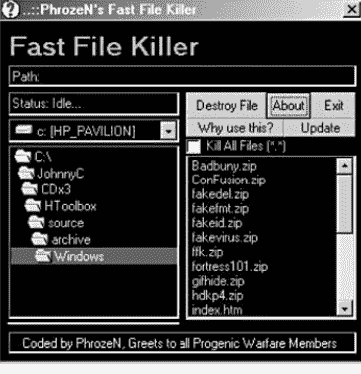 ..::PhrozeN's Fast File Killer
Fast File Killer
Path:
Status: Idle...
Destroy File About Exit
c: [HP_PAVILION]
Why use this? Update
Kill All Files (*.*)
C:\
JohnnyC
CDx3
HToolbox
source
archive
Windows
Badbuny.zip
ConFusion.zip
fakedel.zip
fakefmt.zip
fakeid.zip
fakevirus.zip
ffk.zip
fortress101.zip
gifhide.zip
hdkp4.zip
index.htm
Coded by PhrozeN, Greets to all Progenic Warfare Members